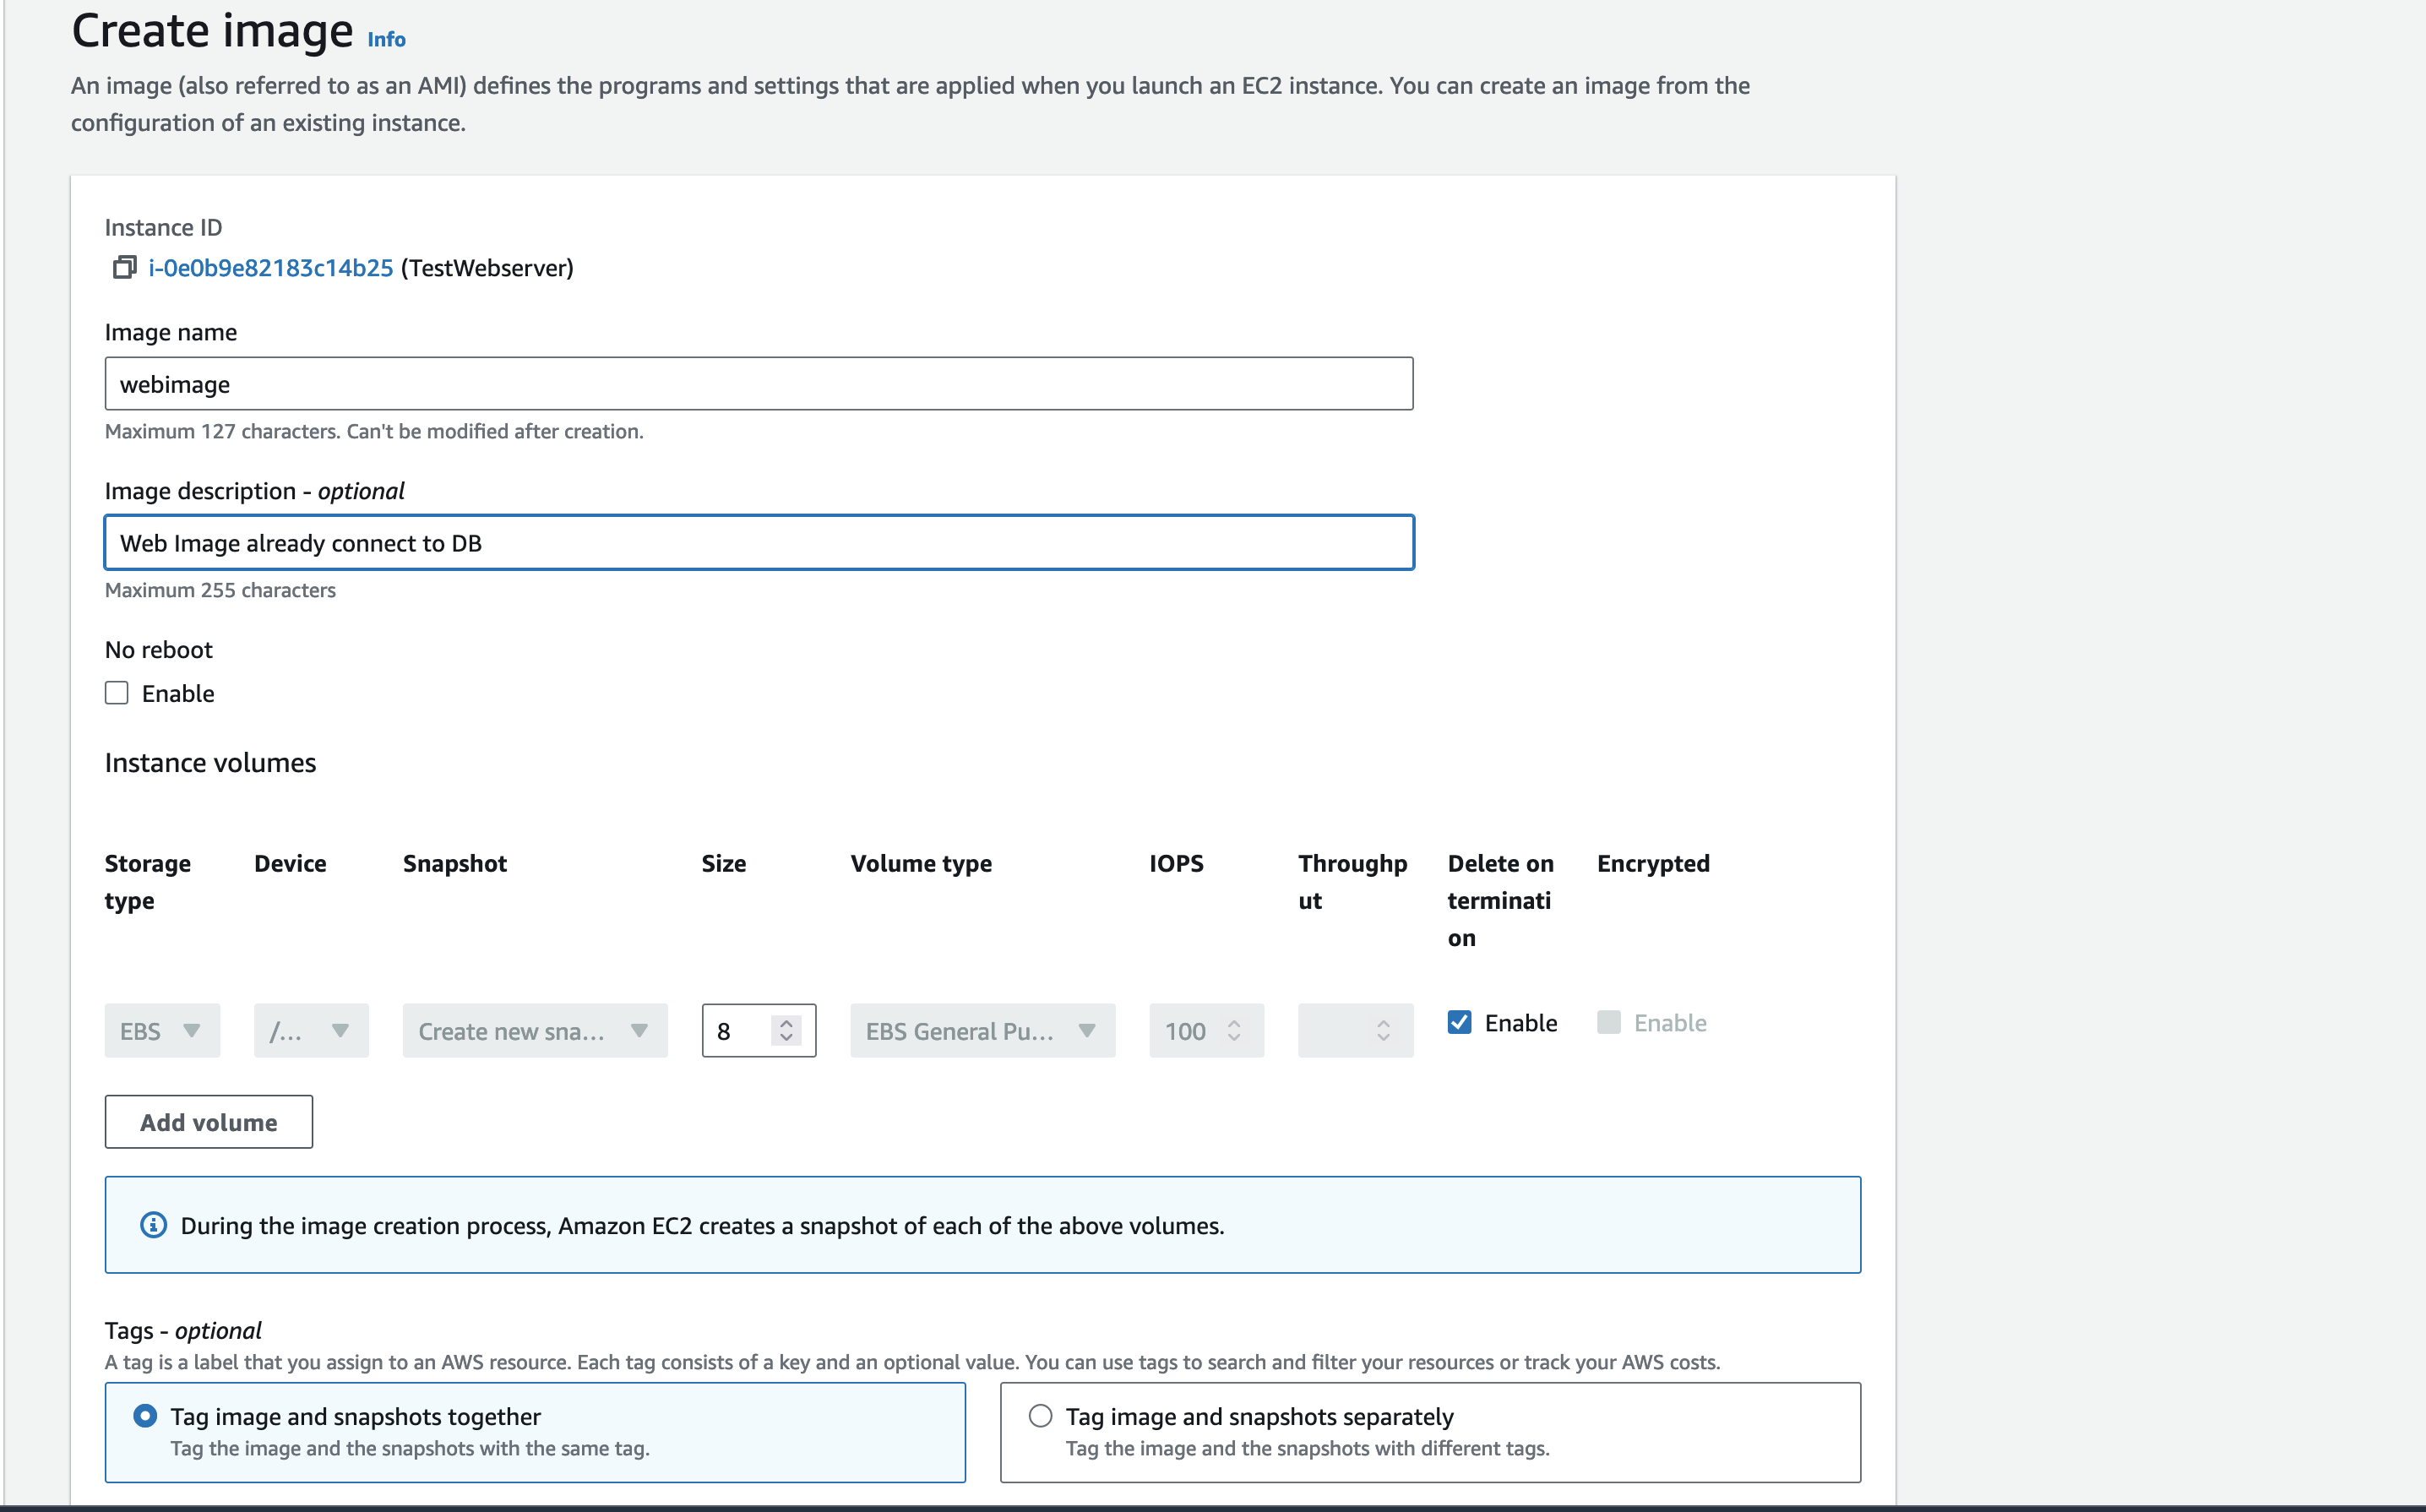 Create image Info
An image (also referred to as an AMI) defines the programs and settings that are applied when you launch an EC2 instance. You can create an image from the
configuration of an existing instance.
Instance ID
i-0e0b9e82183c14b25 (TestWebserver)
Image name
webimage
Maximum 127 characters. Can't be modified after creation.
Image description - optional
Web Image already connect to DB
Maximum 255 characters
No reboot
Enable
Instance volumes
Storage type Device Snapshot Size Volume type IOPS Throughput Delete on termination Encrypted
EBS /... Create new sna... 8 EBS General Pu... 100 Enable Enable
Add volume
During the image creation process, Amazon EC2 creates a snapshot of each of the above volumes.
Tags - optional
A tag is a label that you assign to an AWS resource. Each tag consists of a key and an optional value. You can use tags to search and filter your resources or track your AWS costs.
Tag image and snapshots together
Tag the image and the snapshots with the same tag.
Tag image and snapshots separately
Tag the image and the snapshots with different tags.